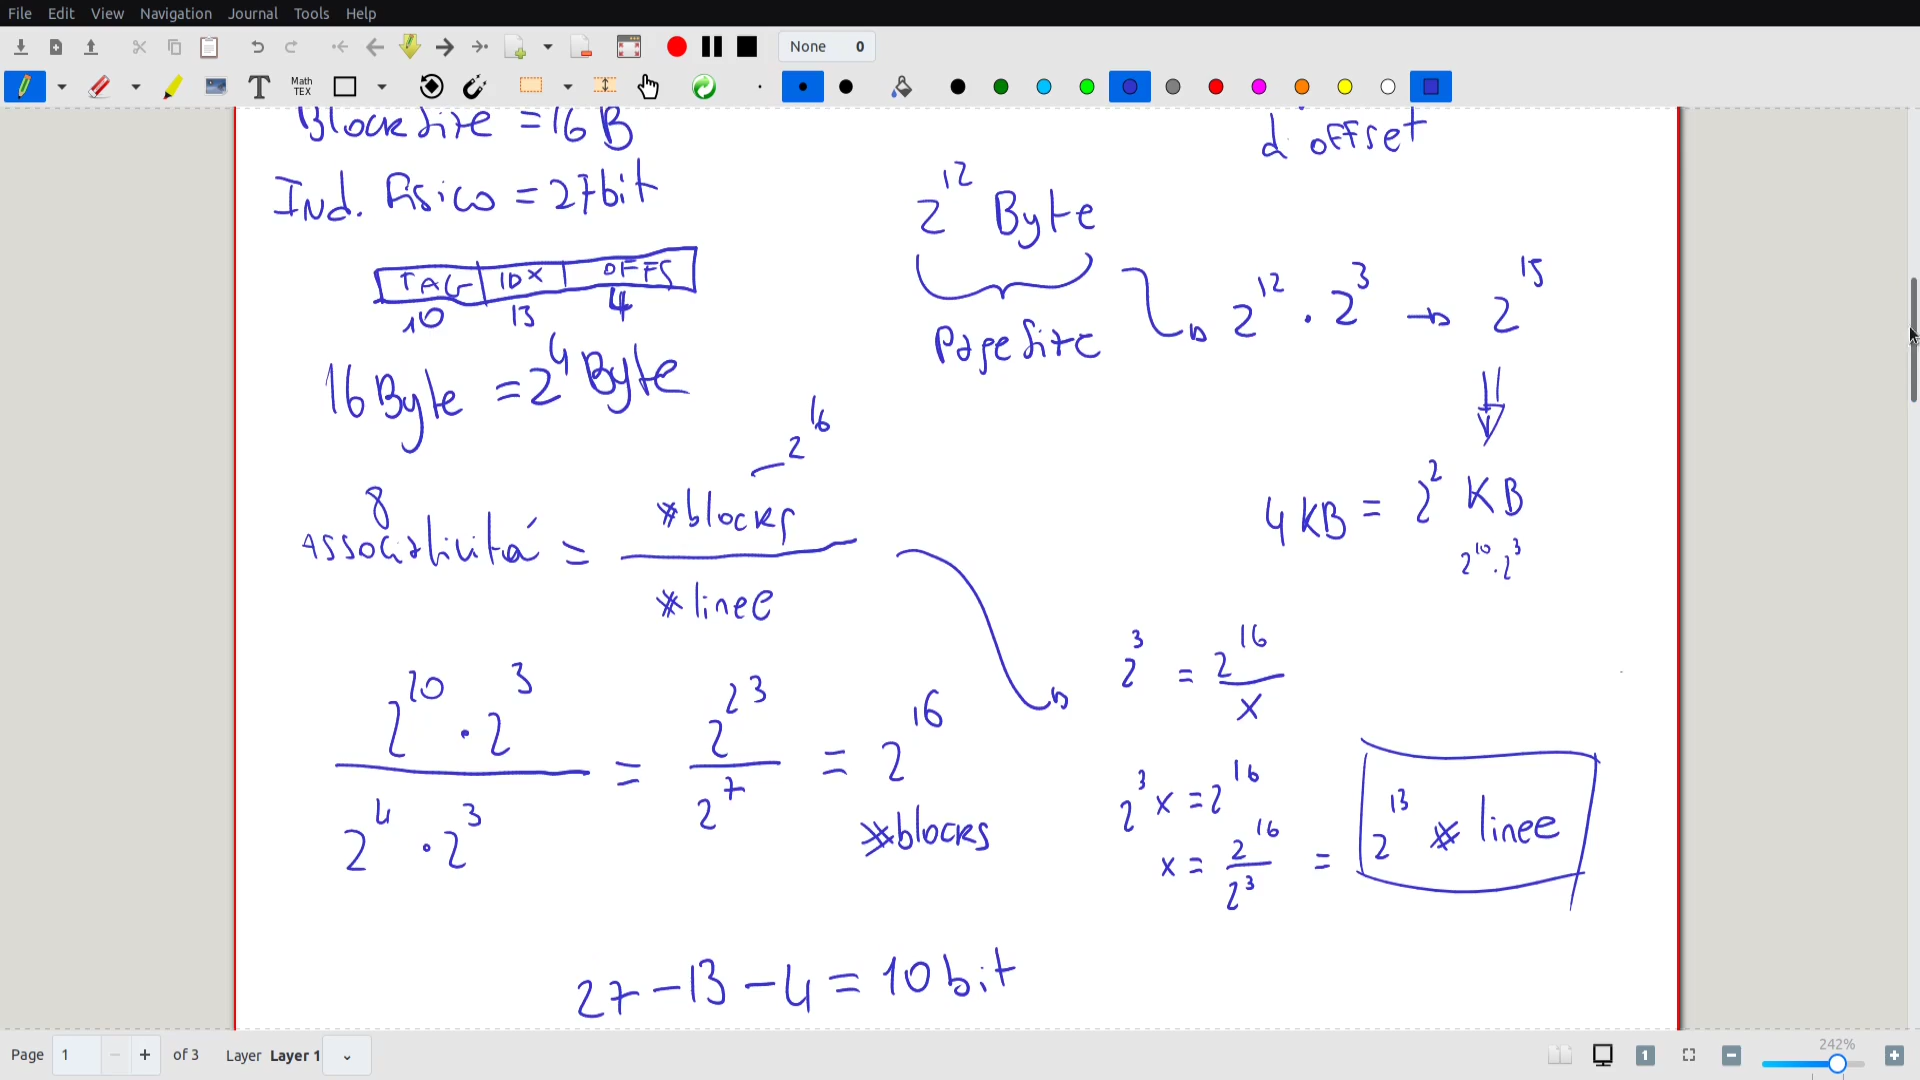 File Edit View Navigation Journal Tools Help
None 0
T Math TEX
Block Size = 16 B
Ind. Fisico = 27bit
TAG IDX OFFS
10 13 4
16 Byte = 2^4 Byte
8
Associatività = #blocks / #linee
2^16
2^20 · 2^3 / 2^4 · 2^3 = 2^23 / 2^7 = 2^16
#blocks
27 - 13 - 4 = 10 bit
d offset
2^12 Byte
Page Size
2^12 · 2^3 → 2^15
4 KB = 2^2 KB
2^10 · 2^3
2^3 = 2^16 / x
2^3 x = 2^16
x = 2^16 / 2^3 = 2^13 # linee
Page 1 of 3 Layer Layer 1
1
242%